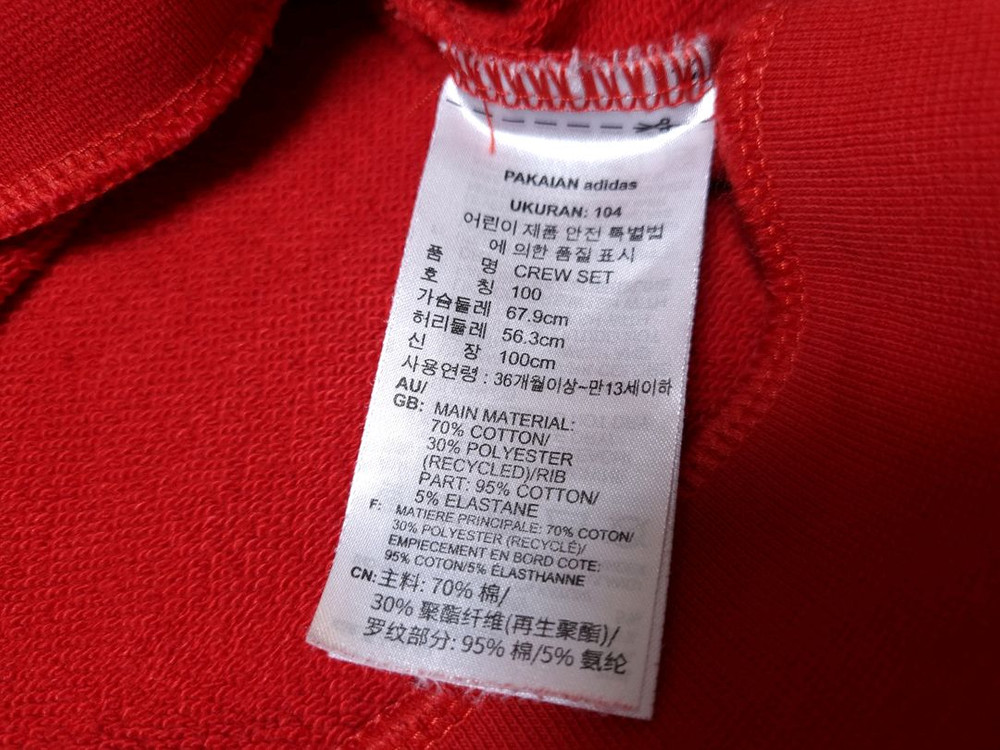 PAKAIAN adidas
UKURAN: 104
어린이 제품 안전 특별법
에 의한 품질 표시
품 명 CREW SET
호 칭 100
가슴둘레 67.9cm
허리둘레 56.3cm
신 장 100cm
사용연령 : 36개월이상~만13세이하
AU/
GB: MAIN MATERIAL:
70% COTTON/
30% POLYESTER
(RECYCLED)/RIB
PART: 95% COTTON/
5% ELASTANE
F: MATIERE PRINCIPALE: 70% COTON/
30% POLYESTER (RECYCLÉ)/
EMPIECEMENT EN BORD COTE:
95% COTON/5% ÉLASTHANNE
CN: 主料: 70% 棉/
30% 聚酯纤维(再生聚酯)/
罗纹部分: 95% 棉/5% 氨纶